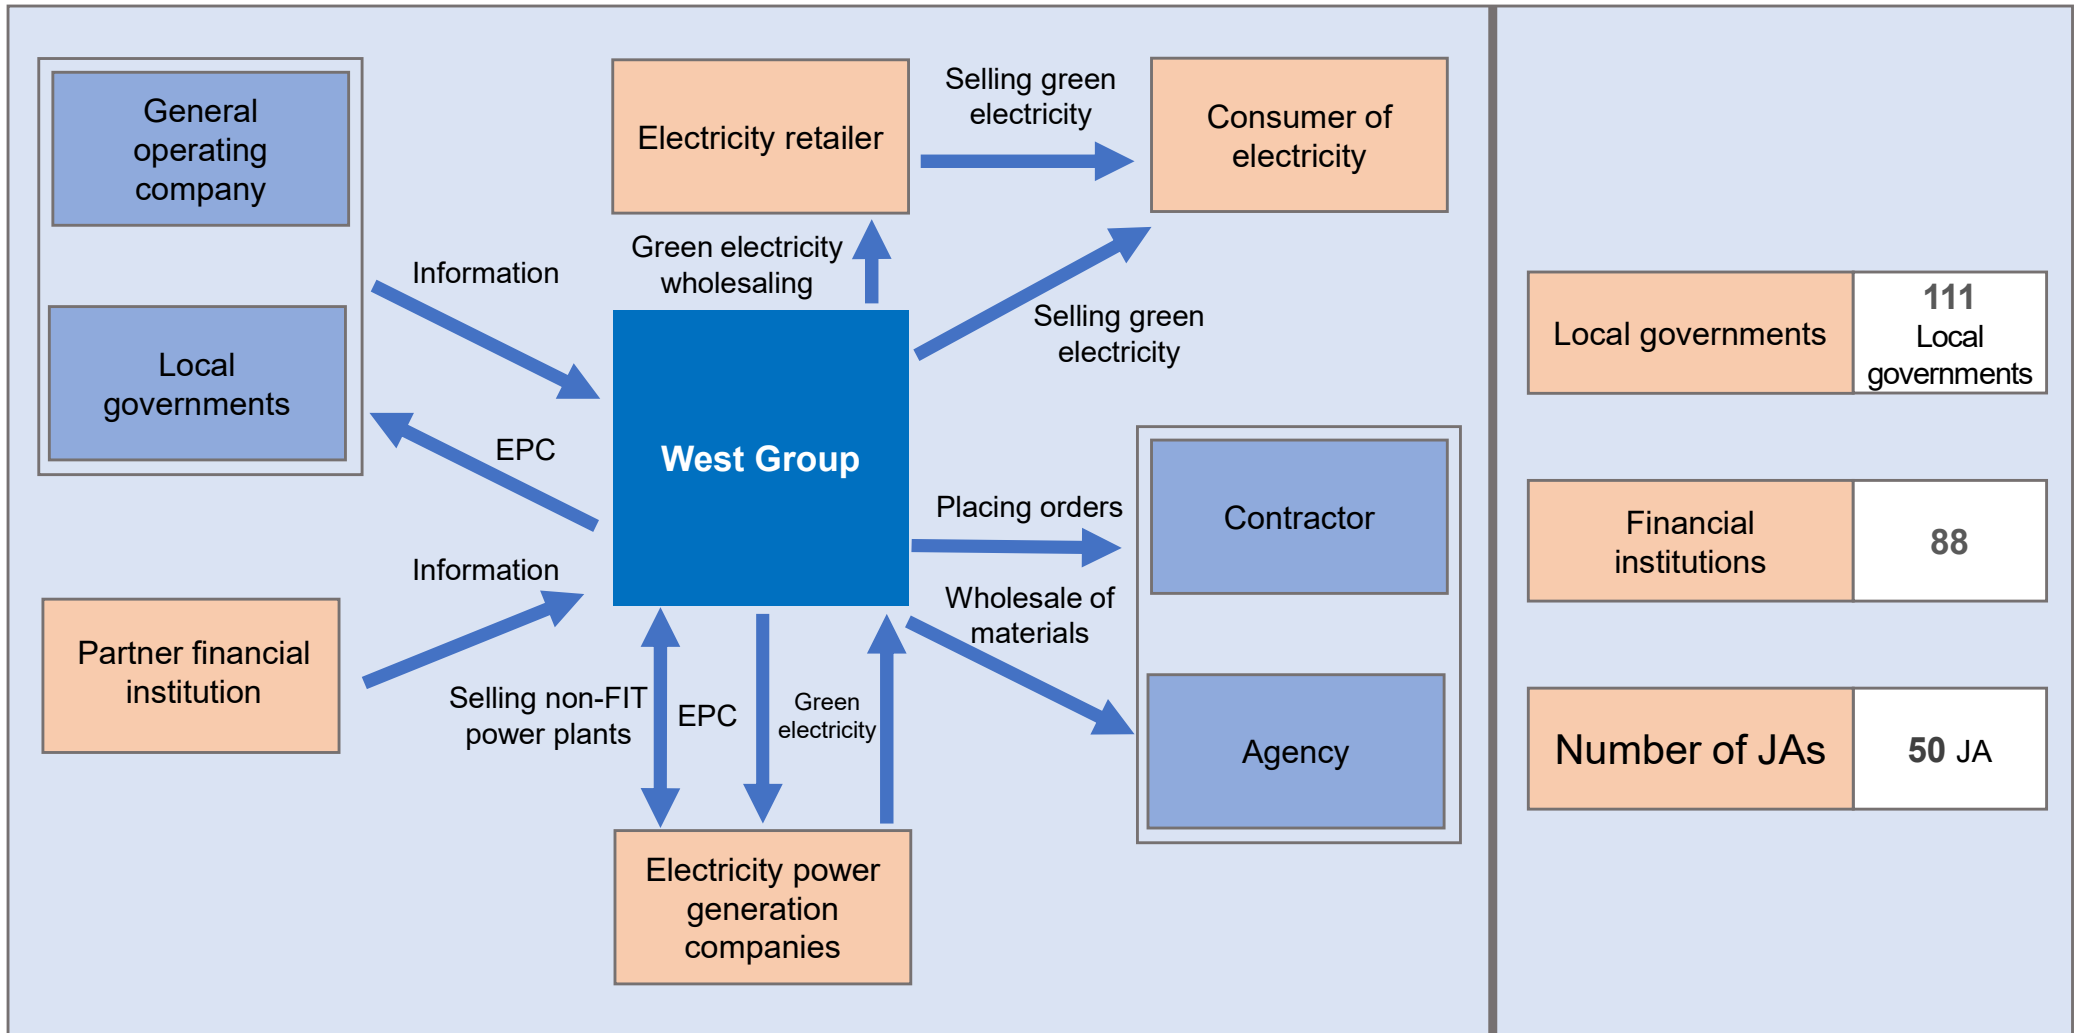 General
operating
company
Local
governments
Information
EPC
Information
Partner financial
institution
Electricity retailer
Selling green
electricity
Consumer of
electricity
Green electricity
wholesaling
Selling green
electricity
West Group
Placing orders
Contractor
Wholesale of
materials
Agency
Selling non-FIT
power plants
EPC
Green
electricity
Electricity power
generation
companies
Local governments
111
Local
governments
Financial
institutions
88
Number of JAs
50 JA